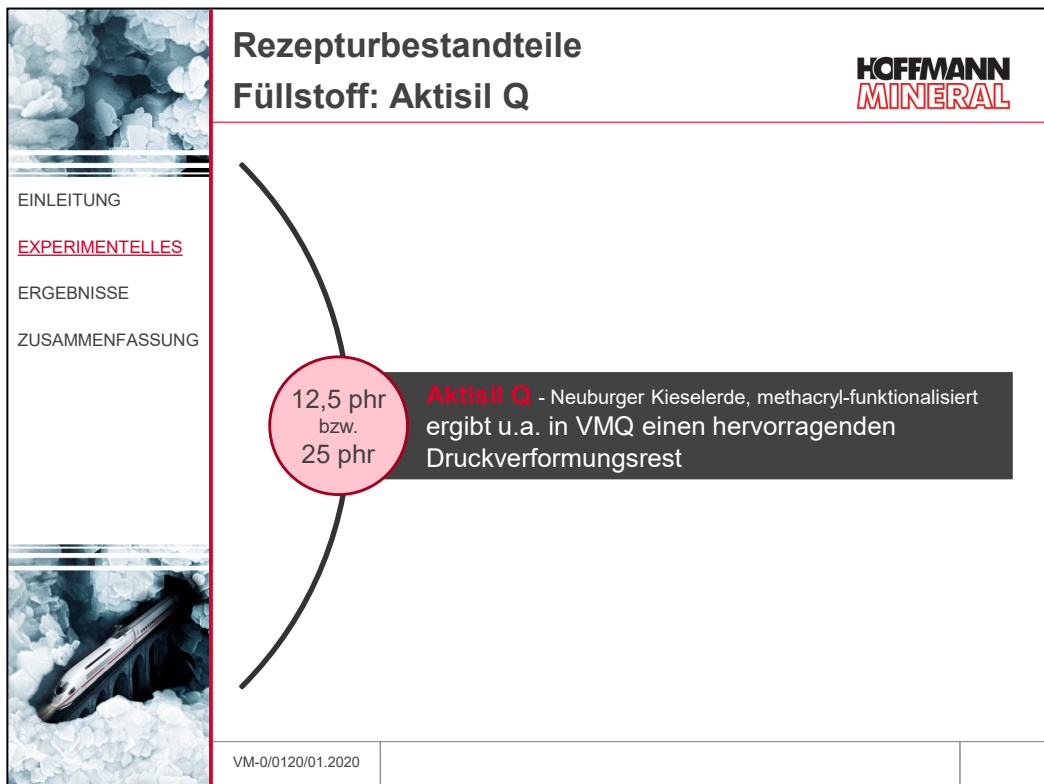 Rezepturbestandteile
Füllstoff: Aktisil Q
HOFFMANN
MINERAL
EINLEITUNG
EXPERIMENTELLES
ERGEBNISSE
ZUSAMMENFASSUNG
12,5 phr
bzw.
25 phr
Aktisil Q - Neuburger Kieselerde, methacryl-funktionalisiert
ergibt u.a. in VMQ einen hervorragenden
Druckverformungsrest
VM-0/0120/01.2020